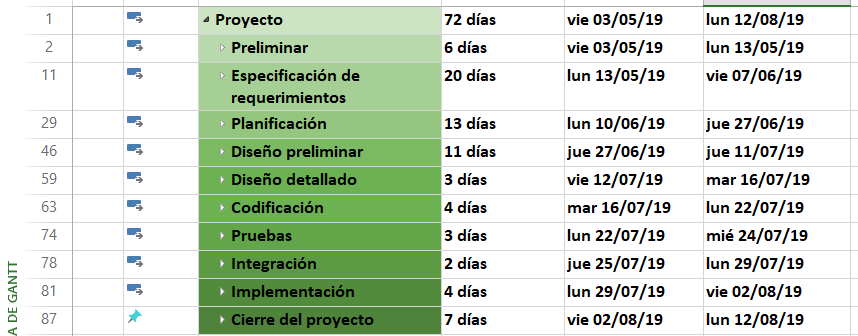 1 Proyecto 72 días vie 03/05/19 lun 12/08/19
2 Preliminar 6 días vie 03/05/19 lun 13/05/19
11 Especificación de 20 días lun 13/05/19 vie 07/06/19
requerimientos
29 Planificación 13 días lun 10/06/19 jue 27/06/19
46 Diseño preliminar 11 días jue 27/06/19 jue 11/07/19
59 Diseño detallado 3 días vie 12/07/19 mar 16/07/19
63 Codificación 4 días mar 16/07/19 lun 22/07/19
74 Pruebas 3 días lun 22/07/19 mié 24/07/19
78 Integración 2 días jue 25/07/19 lun 29/07/19
81 Implementación 4 días lun 29/07/19 vie 02/08/19
87 Cierre del proyecto 7 días vie 02/08/19 lun 12/08/19
A DE GANTT